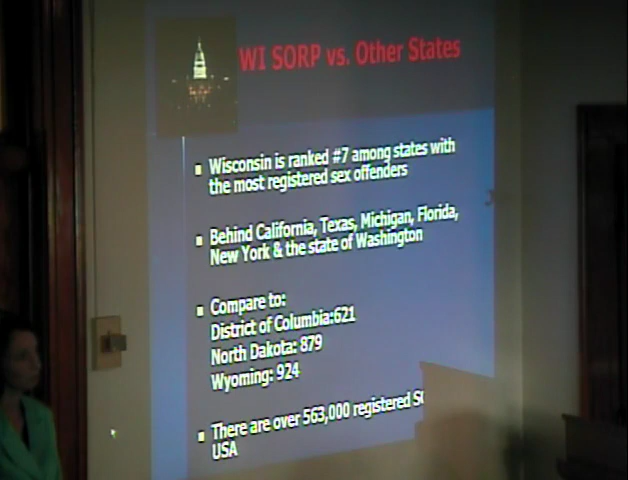 WI SORP vs. Other States
▪ Wisconsin is ranked #7 among states with
the most registered sex offenders
▪ Behind California, Texas, Michigan, Florida,
New York & the state of Washington
▪ Compare to:
District of Columbia:621
North Dakota: 879
Wyoming: 924
▪ There are over 563,000 registered
USA